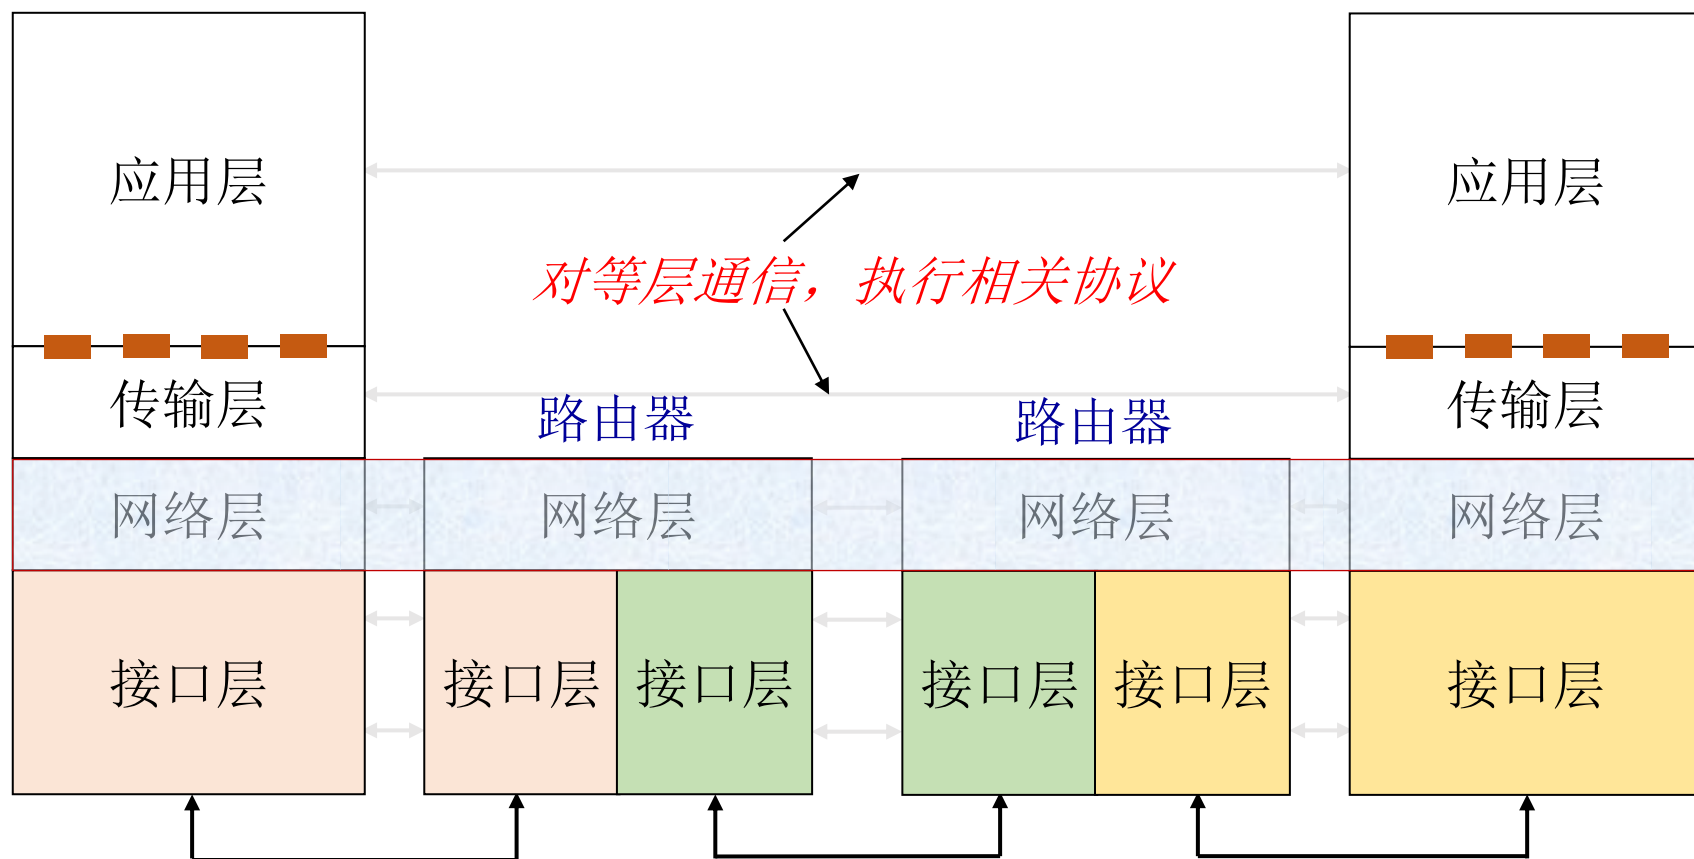 应用层
应用层
对等层通信，执行相关协议
传输层
路由器
路由器
传输层
网络层
网络层
网络层
网络层
接口层
接口层
接口层
接口层
接口层
接口层